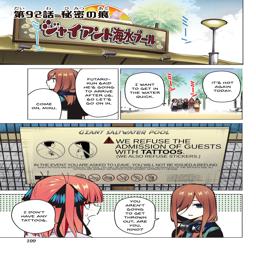 第92話 秘密の痕
ジャイアント海水プール
IT'S HOT
AGAIN
TODAY.
I WANT
TO GET IN
THE WATER
QUICK.
FUTARO-
KUN SAID
HE'S GOING
TO ARRIVE
AFTER US,
SO LET'S
GO ON IN.
COME
ON, MIKU.
GIANT SALTWATER POOL
WE REFUSE THE
ADMISSION OF GUESTS
WITH TATTOOS.
(WE ALSO REFUSE STICKERS.)
IN THE EVENT YOU ARE ASKED TO LEAVE, YOU WILL NOT BE ISSUED A REFUND.
YOU
AREN'T
GOING TO
GET THROWN
OUT, ARE
YOU,
NINO?
I DON'T
HAVE ANY
TATTOOS.
100